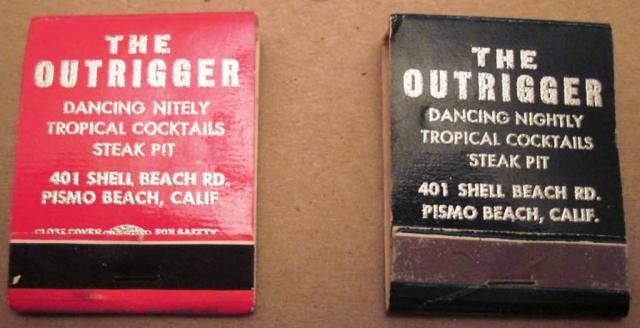 THE
OUTRIGGER
DANCING NITELY
TROPICAL COCKTAILS
STEAK PIT
401 SHELL BEACH RD.
PISMO BEACH, CALIF.
CLOSE COVER FOR SAFETY
THE
OUTRIGGER
DANCING NIGHTLY
TROPICAL COCKTAILS
STEAK PIT
401 SHELL BEACH RD.
PISMO BEACH, CALIF.